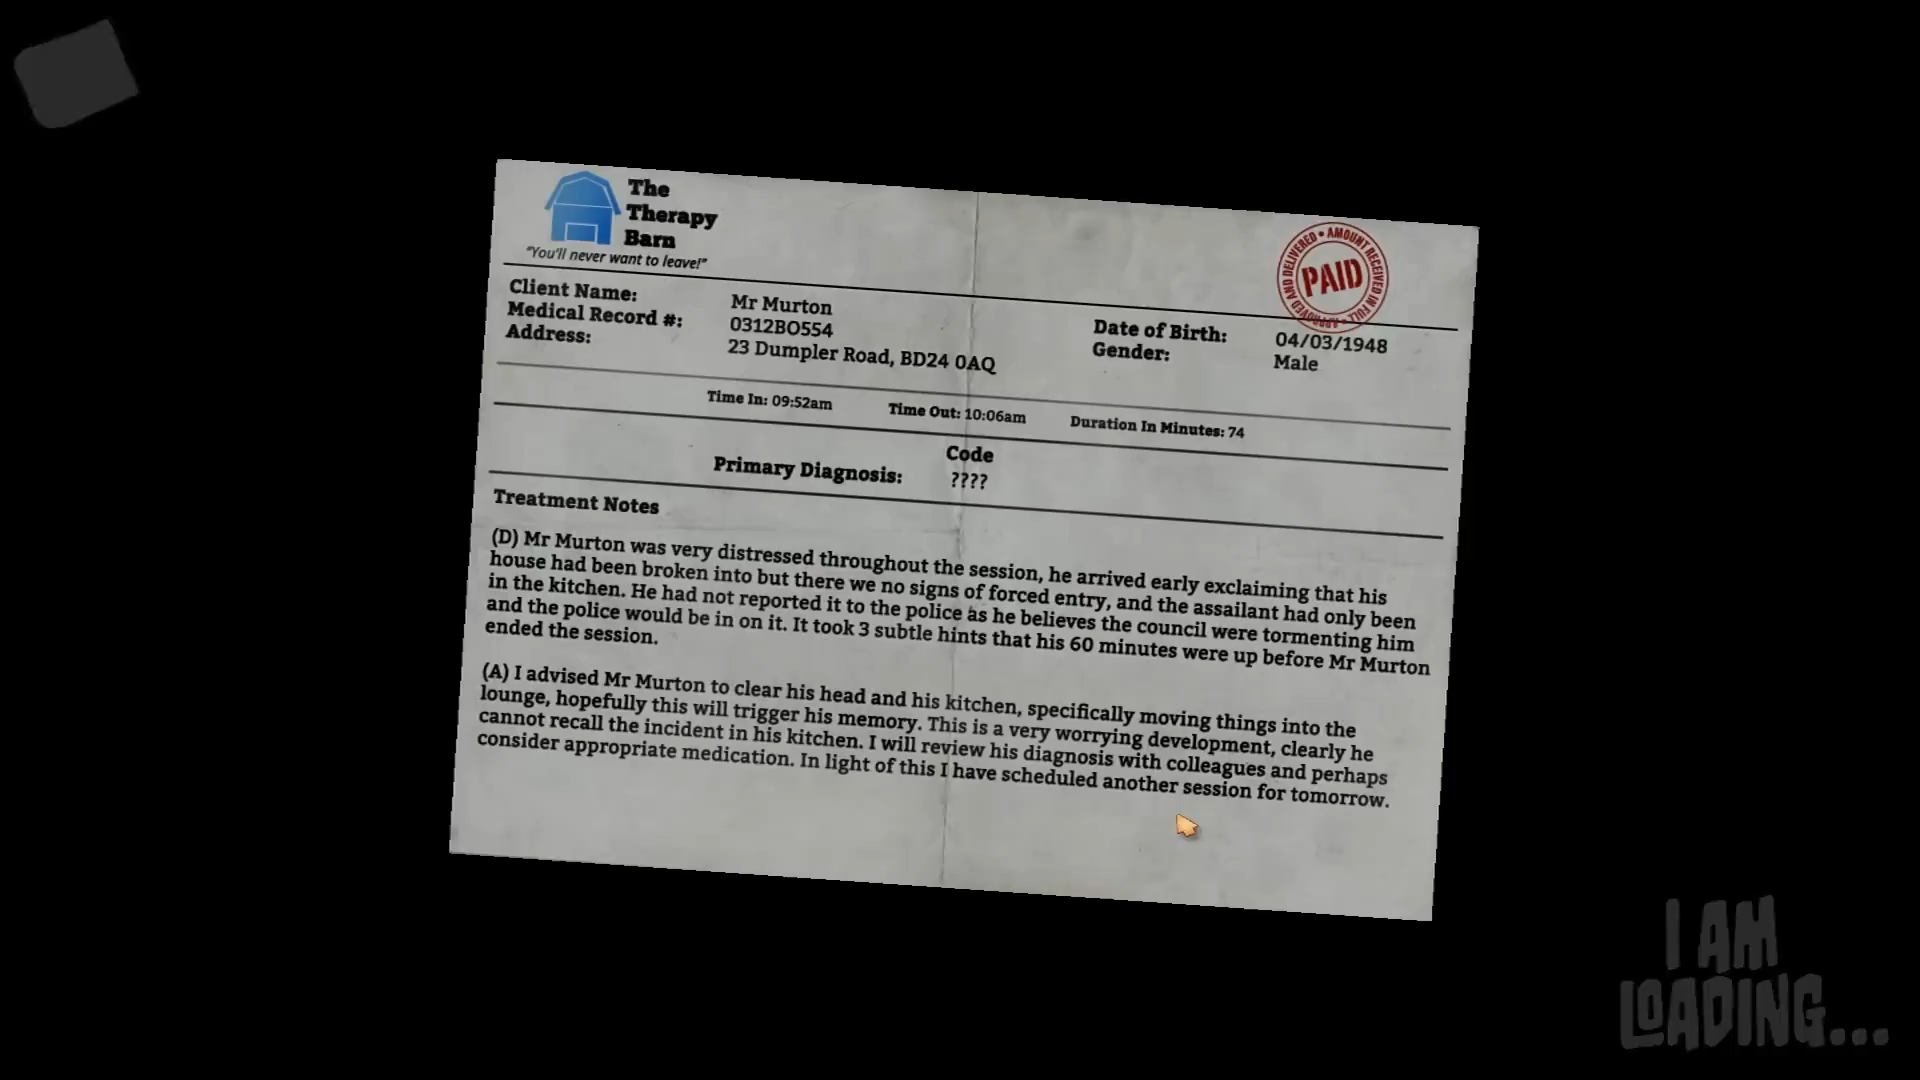 The
Therapy
Barn
"You'll never want to leave!"
APPROVED AND DELIVERED • AMOUNT RECEIVED IN FULL •
PAID
Client Name: Mr Murton
Medical Record #: 0312BO554
Address: 23 Dumpler Road, BD24 0AQ
Date of Birth: 04/03/1948
Gender: Male
Time In: 09:52am Time Out: 10:06am Duration In Minutes: 74
Code
Primary Diagnosis: ????
Treatment Notes
(D) Mr Murton was very distressed throughout the session, he arrived early exclaiming that his
house had been broken into but there we no signs of forced entry, and the assailant had only been
in the kitchen. He had not reported it to the police as he believes the council were tormenting him
and the police would be in on it. It took 3 subtle hints that his 60 minutes were up before Mr Murton
ended the session.
(A) I advised Mr Murton to clear his head and his kitchen, specifically moving things into the
lounge, hopefully this will trigger his memory. This is a very worrying development, clearly he
cannot recall the incident in his kitchen. I will review his diagnosis with colleagues and perhaps
consider appropriate medication. In light of this I have scheduled another session for tomorrow.
I AM
LOADING...